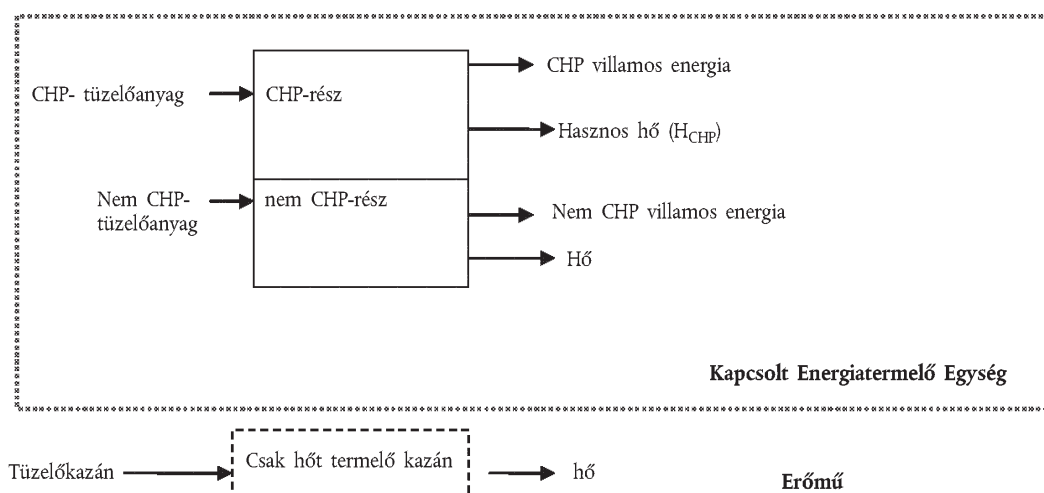 CHP villamos energia
CHP- tüzelőanyag
CHP-rész
Hasznos hő (HCHP)
Nem CHP-
tüzelőanyag
nem CHP-rész
Nem CHP villamos energia
Hő
Kapcsolt Energiatermelő Egység
Tüzelőkazán
Csak hőt termelő kazán
hő
Erőmű